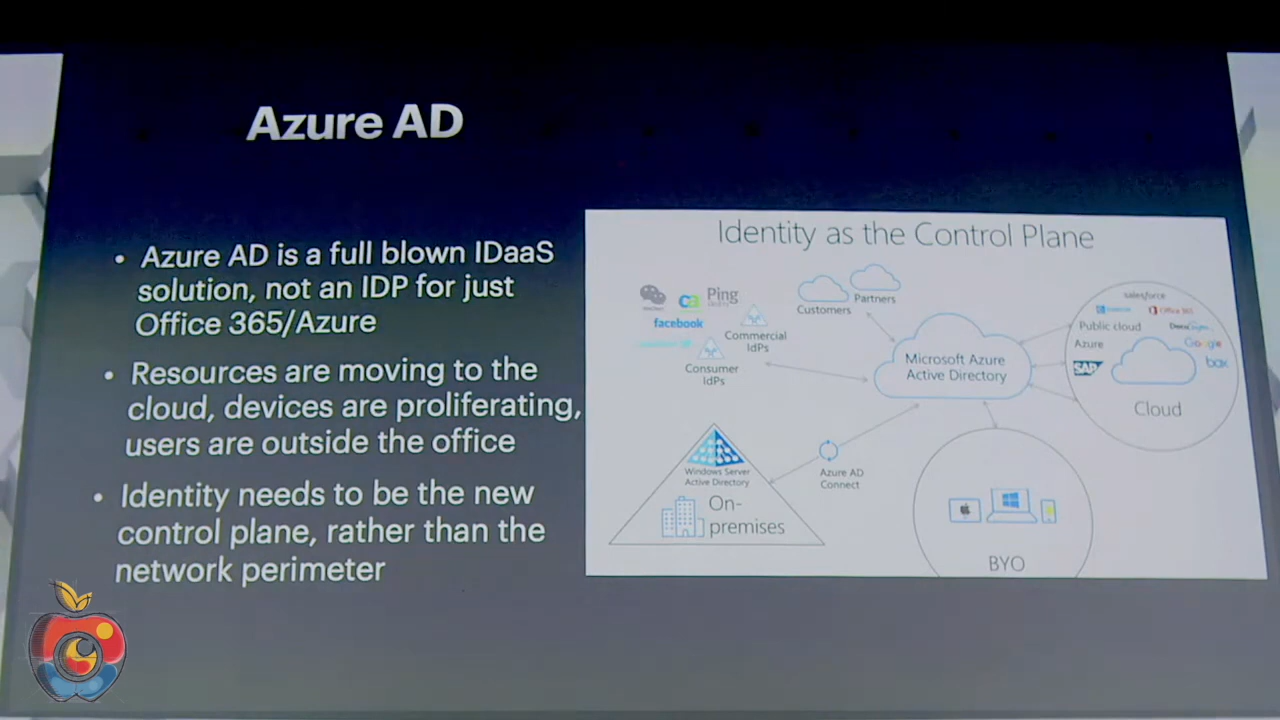 Azure AD
• Azure AD is a full blown IDaaS
solution, not an IDP for just
Office 365/Azure
• Resources are moving to the
cloud, devices are proliferating,
users are outside the office
• Identity needs to be the new
control plane, rather than the
network perimeter
Identity as the Control Plane
ca
Ping
facebook
Commercial
IdPs
Consumer
IdPs
Customers
Partners
Microsoft Azure
Active Directory
salesforce
Office 365
Public cloud
DocuSign
Azure
Google
SAP
box
Cloud
Windows Server
Active Directory
On-
premises
Azure AD
Connect
BYO